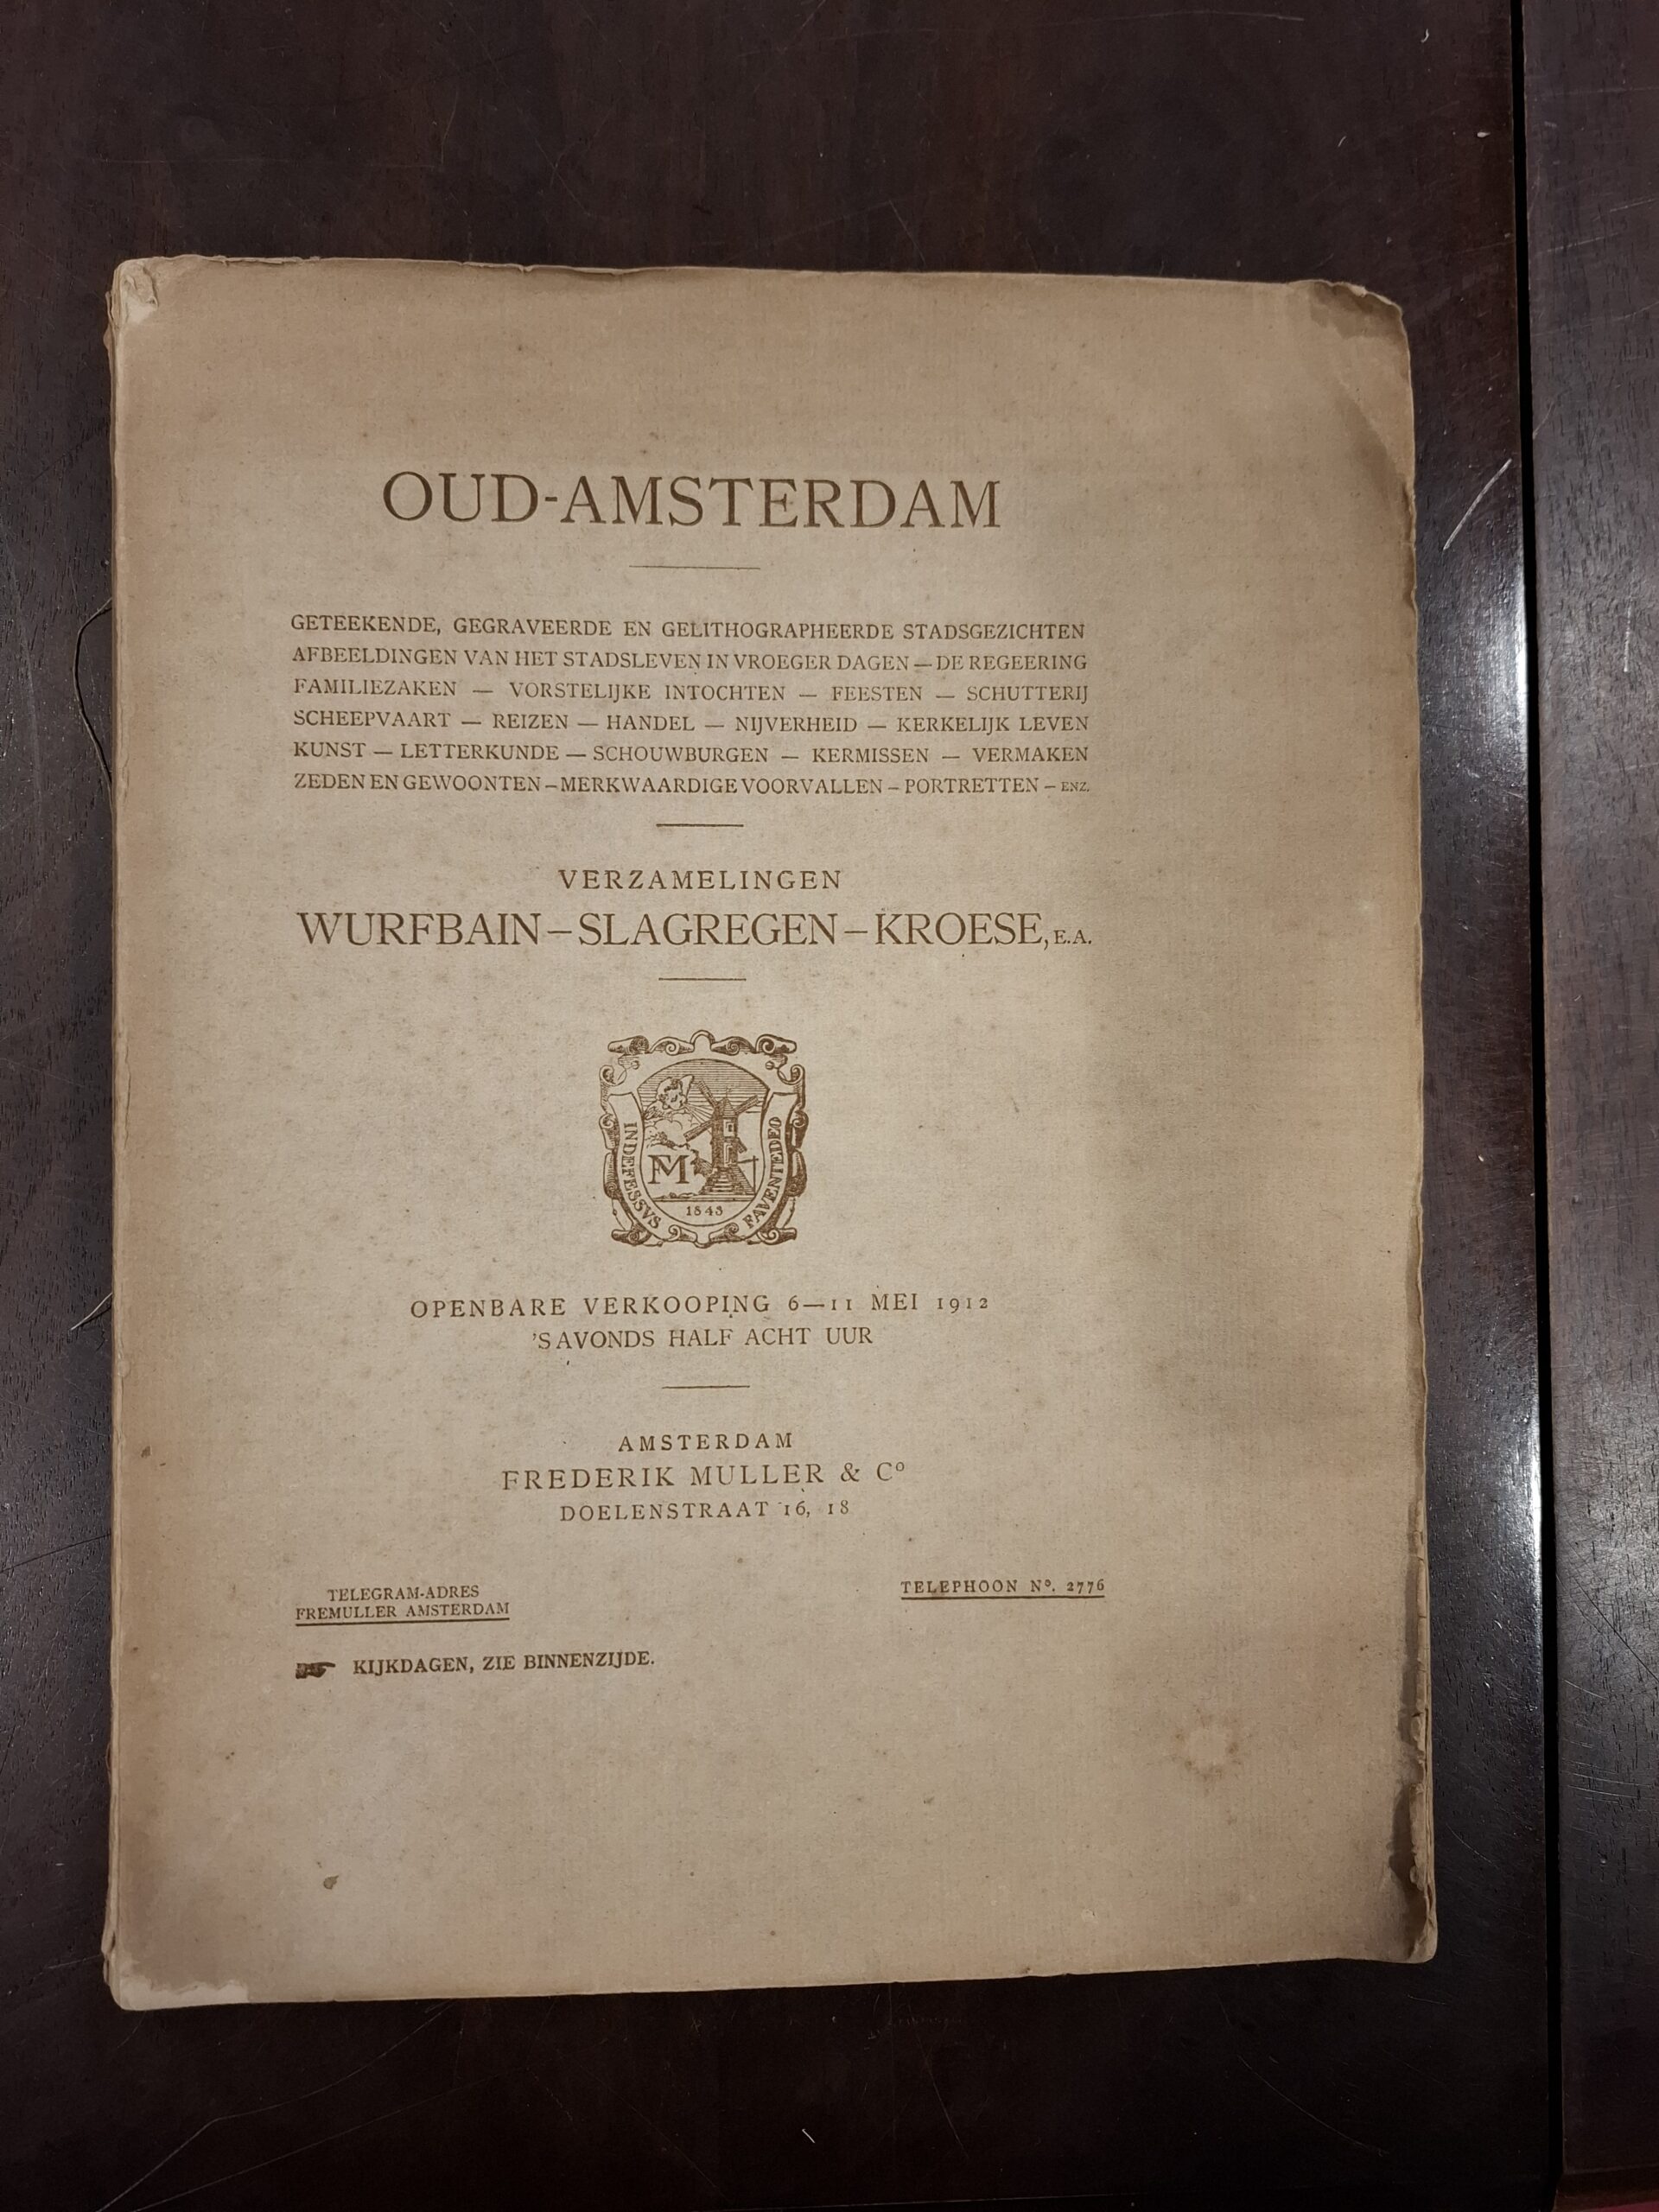 OUD-AMSTERDAM
GETEEKENDE, GEGRAVEERDE EN GELITHOGRAPHEERDE STADSGEZICHTEN
AFBEELDINGEN VAN HET STADSLEVEN IN VROEGER DAGEN — DE REGEERING
FAMILIEZAKEN — VORSTELIJKE INTOCHTEN — FEESTEN — SCHUTTERIJ
SCHEEPVAART — REIZEN — HANDEL — NIJVERHEID — KERKELIJK LEVEN
KUNST — LETTERKUNDE — SCHOUWBURGEN — KERMISSEN — VERMAKEN
ZEDEN EN GEWOONTEN – MERKWAARDIGE VOORVALLEN – PORTRETTEN – ENZ.
VERZAMELINGEN
WURFBAIN – SLAGREGEN – KROESE, E.A.
INDEFESSVS FAVENTE DEO
FM
1843
OPENBARE VERKOOPING 6—11 MEI 1912
'S AVONDS HALF ACHT UUR
AMSTERDAM
FREDERIK MULLER & Cº
DOELENSTRAAT 16, 18
TELEGRAM-ADRES
FREMULLER AMSTERDAM
TELEPHOON Nº. 2776
KIJKDAGEN, ZIE BINNENZIJDE.